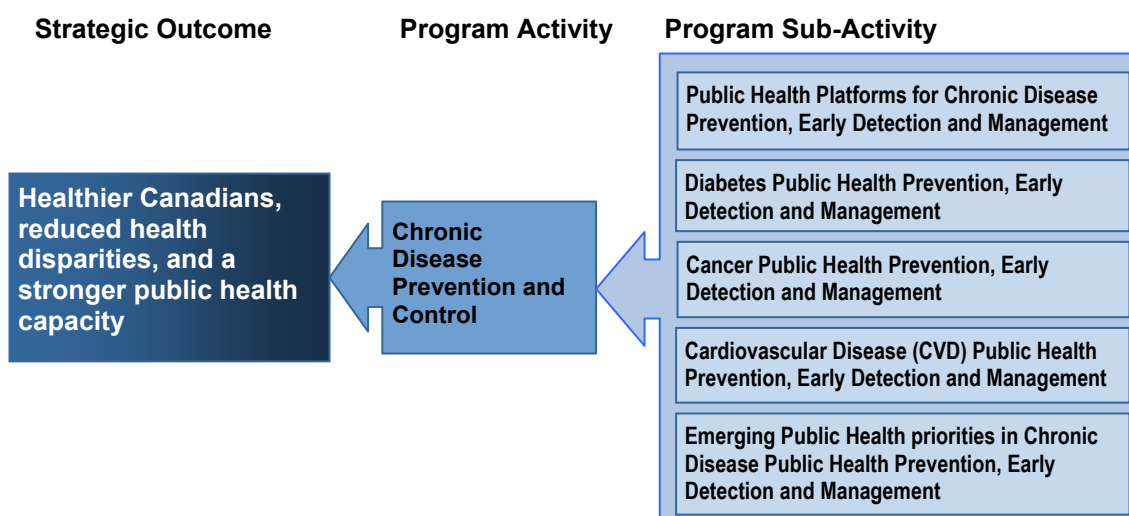 Strategic Outcome
Program Activity
Program Sub-Activity
Healthier Canadians,
reduced health
disparities, and a
stronger public health
capacity
Chronic
Disease
Prevention and
Control
Public Health Platforms for Chronic Disease
Prevention, Early Detection and Management
Diabetes Public Health Prevention, Early
Detection and Management
Cancer Public Health Prevention, Early
Detection and Management
Cardiovascular Disease (CVD) Public Health
Prevention, Early Detection and Management
Emerging Public Health priorities in Chronic
Disease Public Health Prevention, Early
Detection and Management